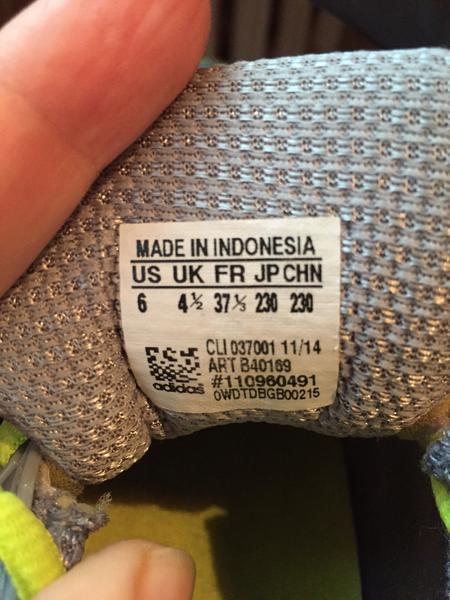 MADE IN INDONESIA
US UK FR JP CHN
6 4½ 37⅓ 230 230
CLI 037001 11/14
ART B40169
#110960491
adidas 0WDTDBGB00215